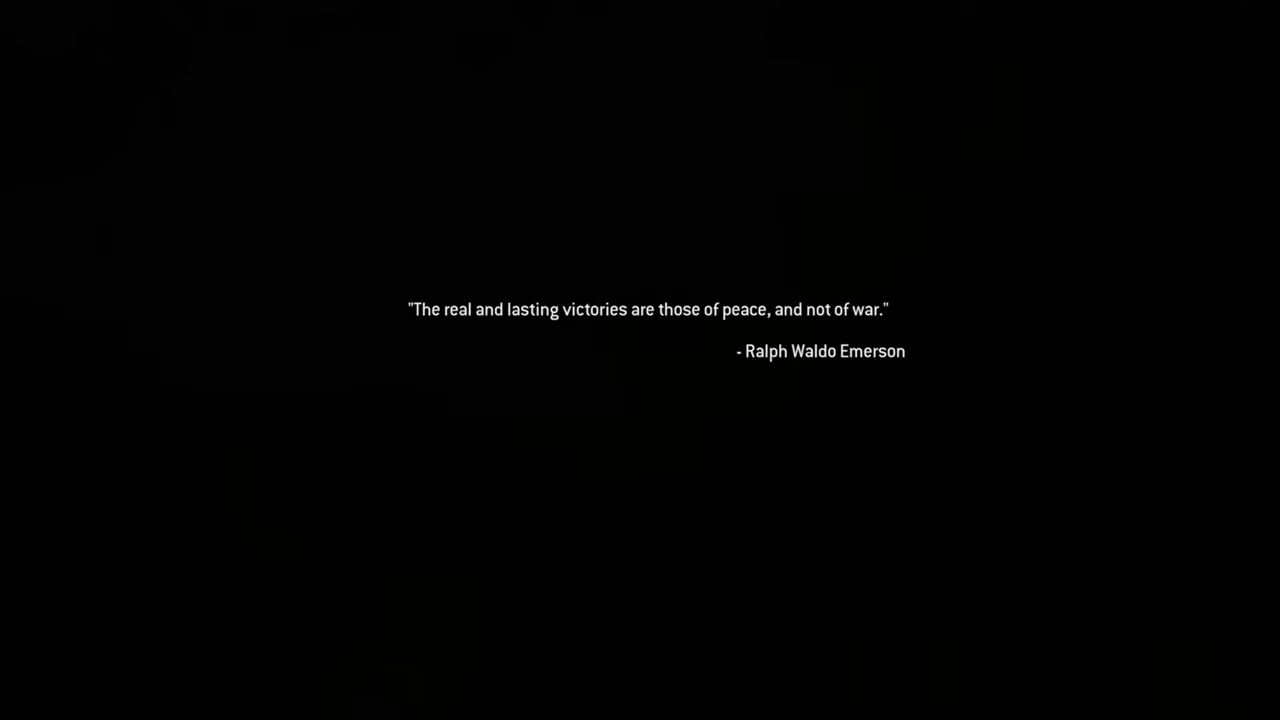 "The real and lasting victories are those of peace, and not of war."
- Ralph Waldo Emerson